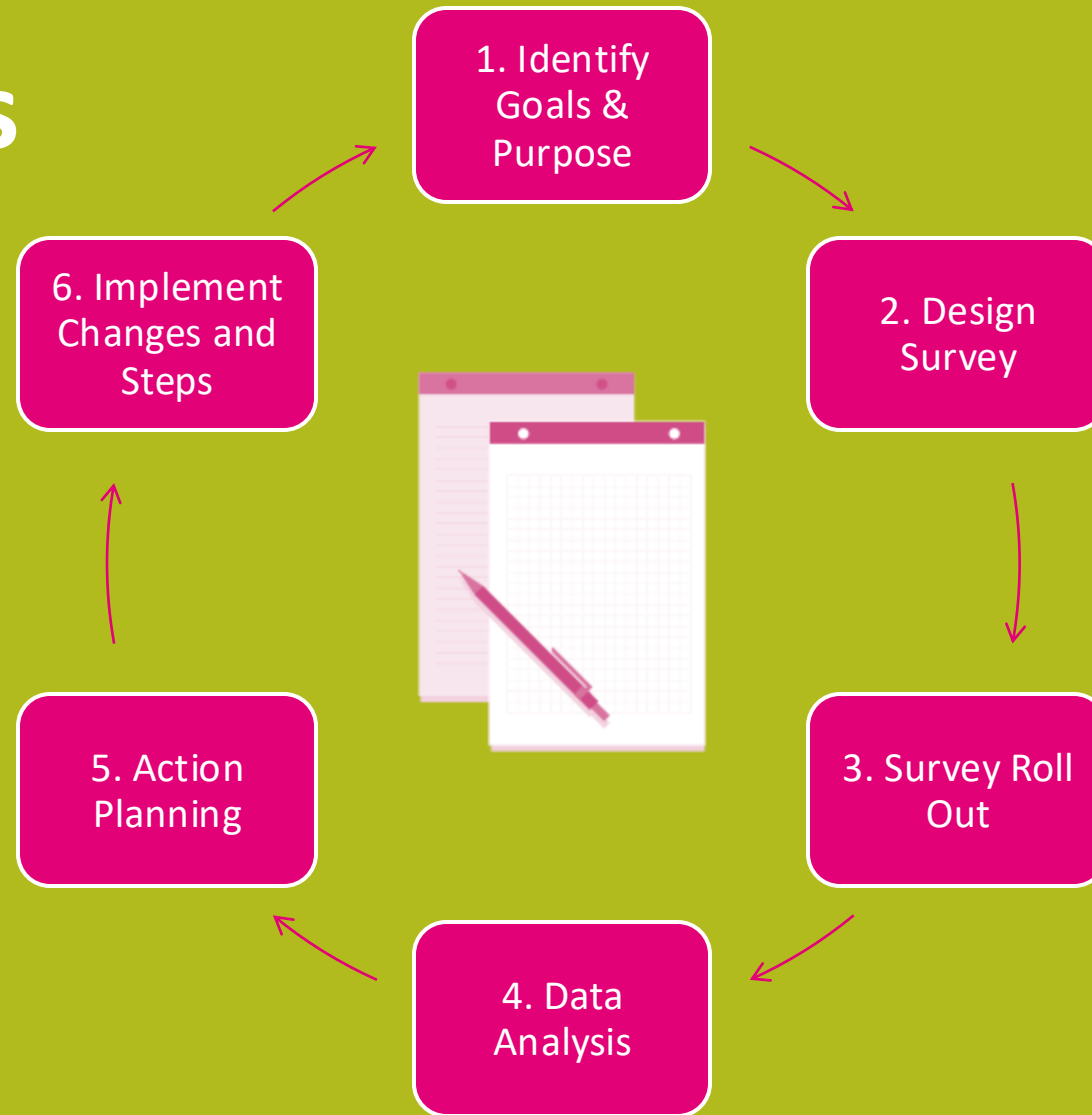 s
1. Identify
Goals &
Purpose
2. Design
Survey
3. Survey Roll
Out
4. Data
Analysis
5. Action
Planning
6. Implement
Changes and
Steps